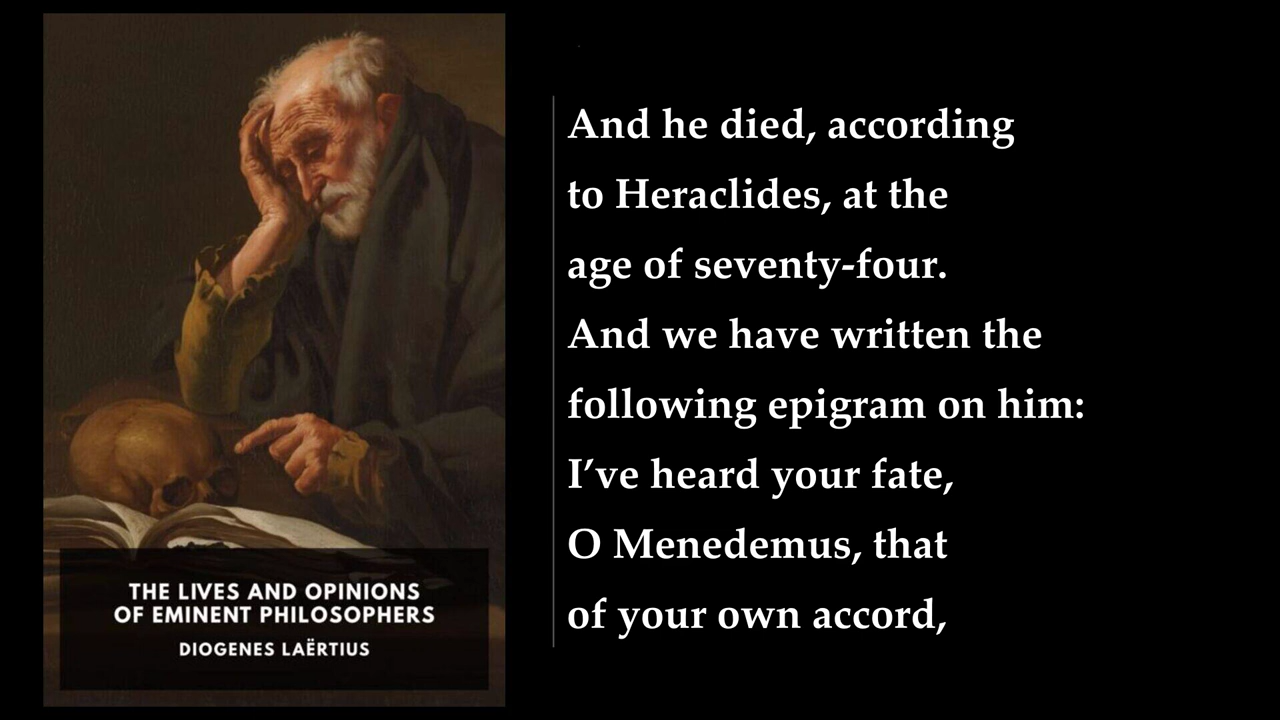 THE LIVES AND OPINIONS
OF EMINENT PHILOSOPHERS
DIOGENES LAËRTIUS
And he died, according
to Heraclides, at the
age of seventy-four.
And we have written the
following epigram on him:
I’ve heard your fate,
O Menedemus, that
of your own accord,